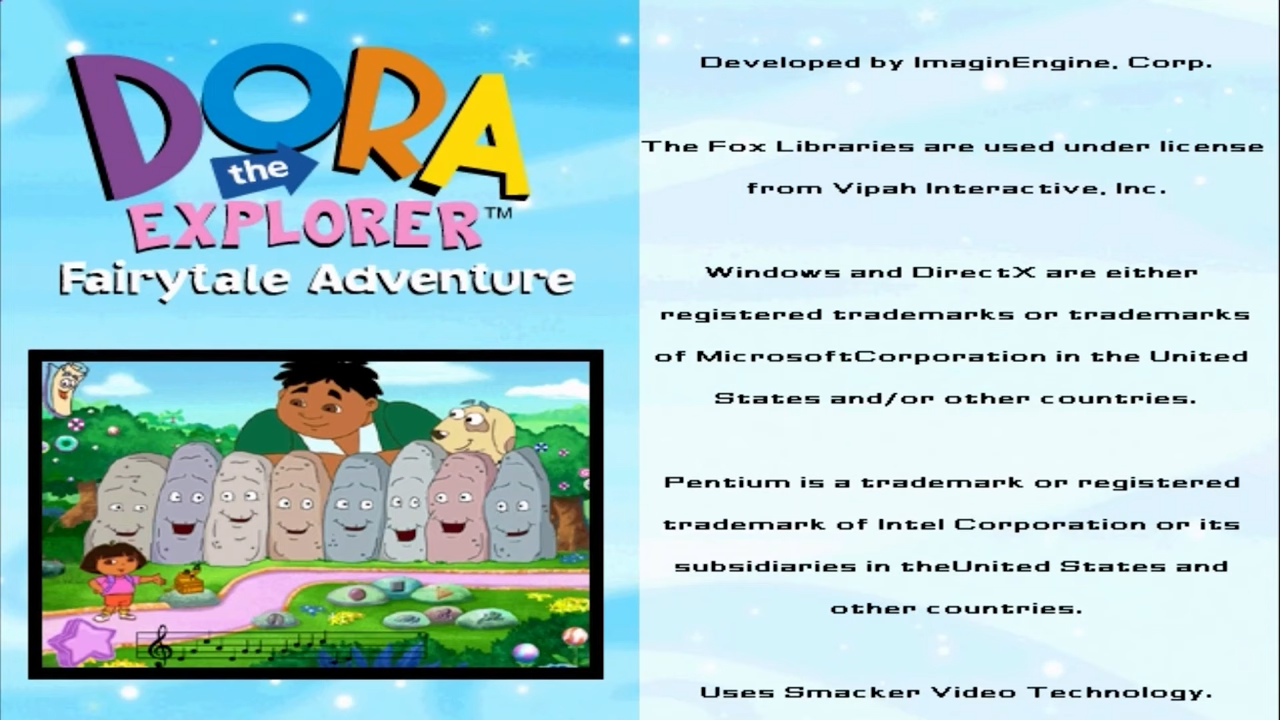 DORA
the
EXPLORER™
Fairytale Adventure
Developed by ImaginEngine, Corp.
The Fox Libraries are used under license
from Vipah Interactive, Inc.
Windows and DirectX are either
registered trademarks or trademarks
of MicrosoftCorporation in the United
States and/or other countries.
Pentium is a trademark or registered
trademark of Intel Corporation or its
subsidiaries in theUnited States and
other countries.
Uses Smacker Video Technology.